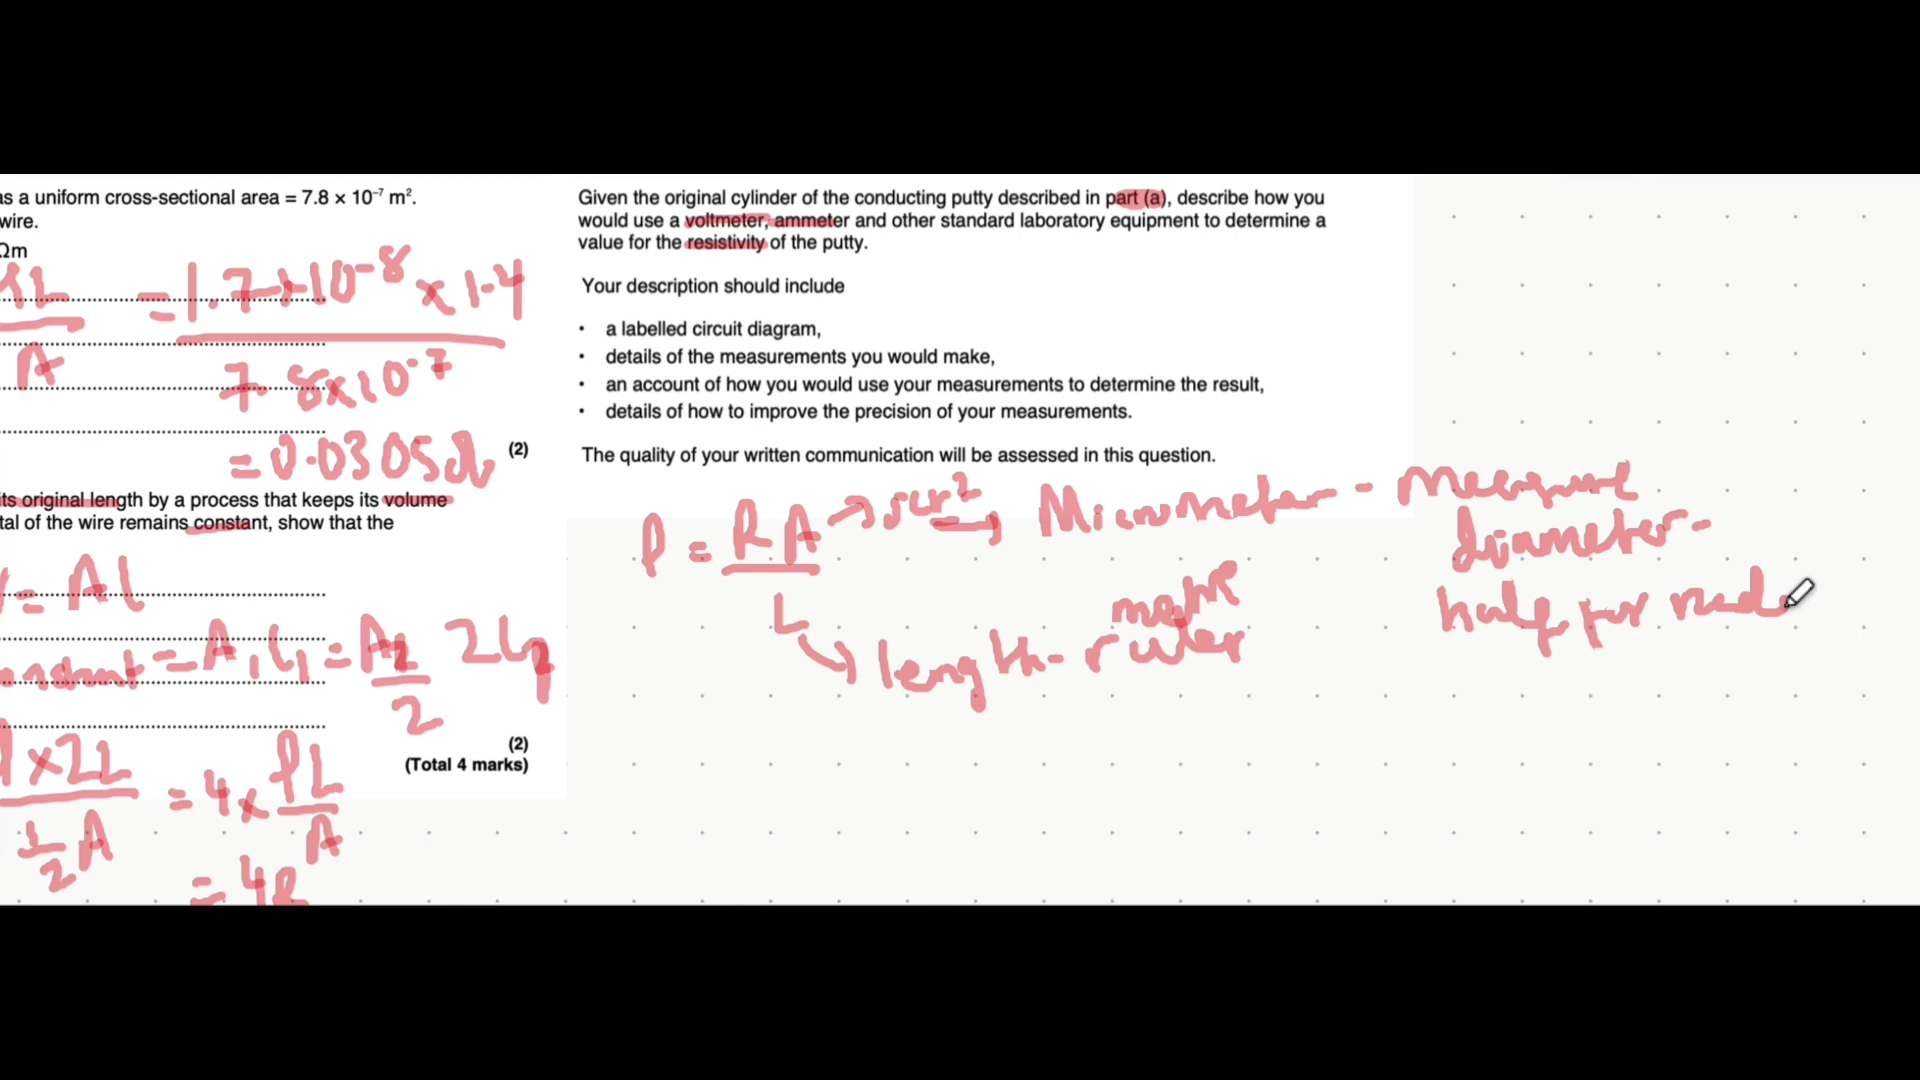 as a uniform cross-sectional area = 7.8 × 10⁻⁷ m².
wire.
Ωm
= 1.7×10⁻⁸ × 1.4
A
7.8×10⁻⁷
= 0.0305Ω
(2)
its original length by a process that keeps its volume
tal of the wire remains constant, show that the
= Al
= A₁l₁ =
2
2l
(2)
(Total 4 marks)
×2L
½A
= 4×
ρL
A
= 4R
Given the original cylinder of the conducting putty described in part (a), describe how you
would use a voltmeter, ammeter and other standard laboratory equipment to determine a
value for the resistivity of the putty.
Your description should include
• a labelled circuit diagram,
• details of the measurements you would make,
• an account of how you would use your measurements to determine the result,
• details of how to improve the precision of your measurements.
The quality of your written communication will be assessed in this question.
ρ = RA → πr² → Micrometer - measure
diameter -
half for rad
L
→ length - metre
ruler